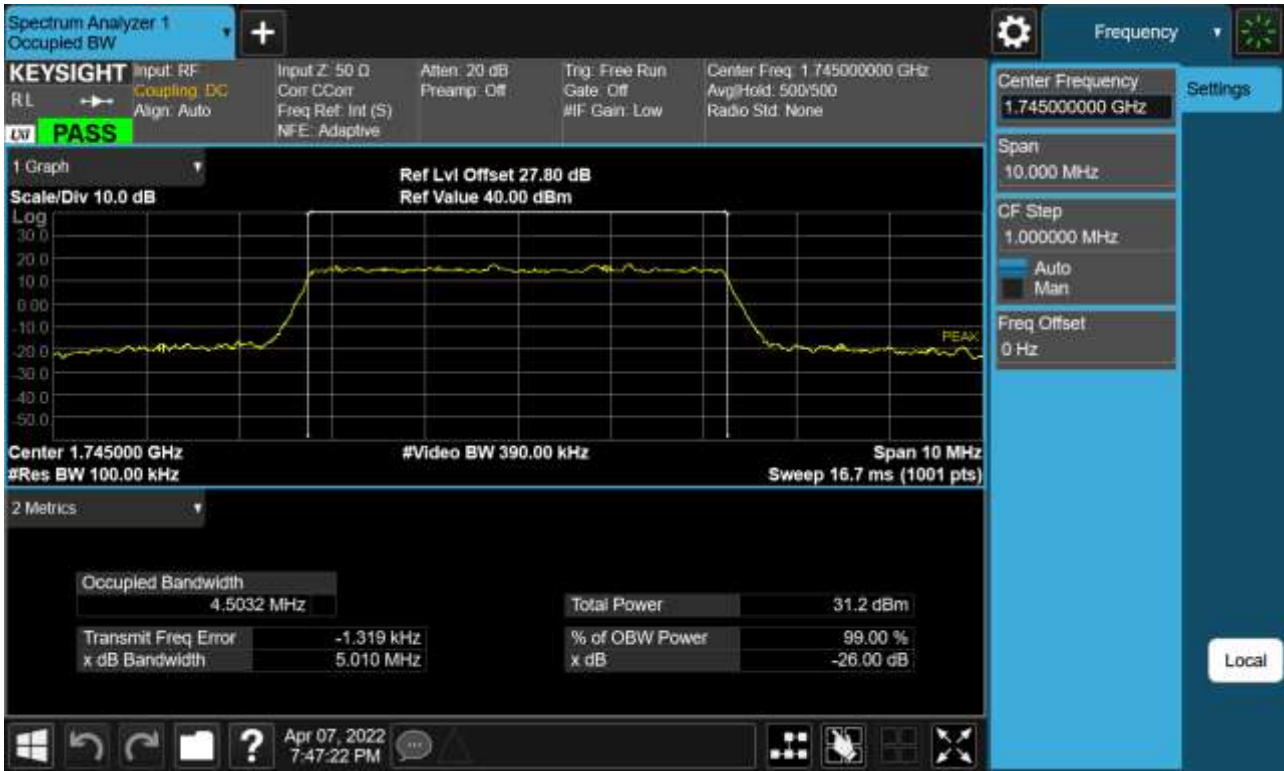 Spectrum Analyzer 1
Occupied BW
+
Frequency
KEYSIGHT
RL
LXI
PASS
Input: RF
Coupling: DC
Align: Auto
Input Z: 50 Ω
Corr CCorr
Freq Ref: Int (S)
NFE: Adaptive
Atten: 20 dB
Preamp: Off
Trig: Free Run
Gate: Off
#IF Gain: Low
Center Freq: 1.745000000 GHz
Avg|Hold: 500/500
Radio Std: None
1 Graph
Scale/Div 10.0 dB
Ref Lvl Offset 27.80 dB
Ref Value 40.00 dBm
Log
30.0
20.0
10.0
0.00
-10.0
-20.0
-30.0
-40.0
-50.0
PEAK
Center 1.745000 GHz
#Video BW 390.00 kHz
Span 10 MHz
#Res BW 100.00 kHz
Sweep 16.7 ms (1001 pts)
2 Metrics
Occupied Bandwidth
4.5032 MHz
Total Power 31.2 dBm
Transmit Freq Error -1.319 kHz
% of OBW Power 99.00 %
x dB Bandwidth 5.010 MHz
x dB -26.00 dB
Center Frequency
1.745000000 GHz
Span
10.000 MHz
CF Step
1.000000 MHz
Auto
Man
Freq Offset
0 Hz
Settings
Local
?
Apr 07, 2022
7:47:22 PM